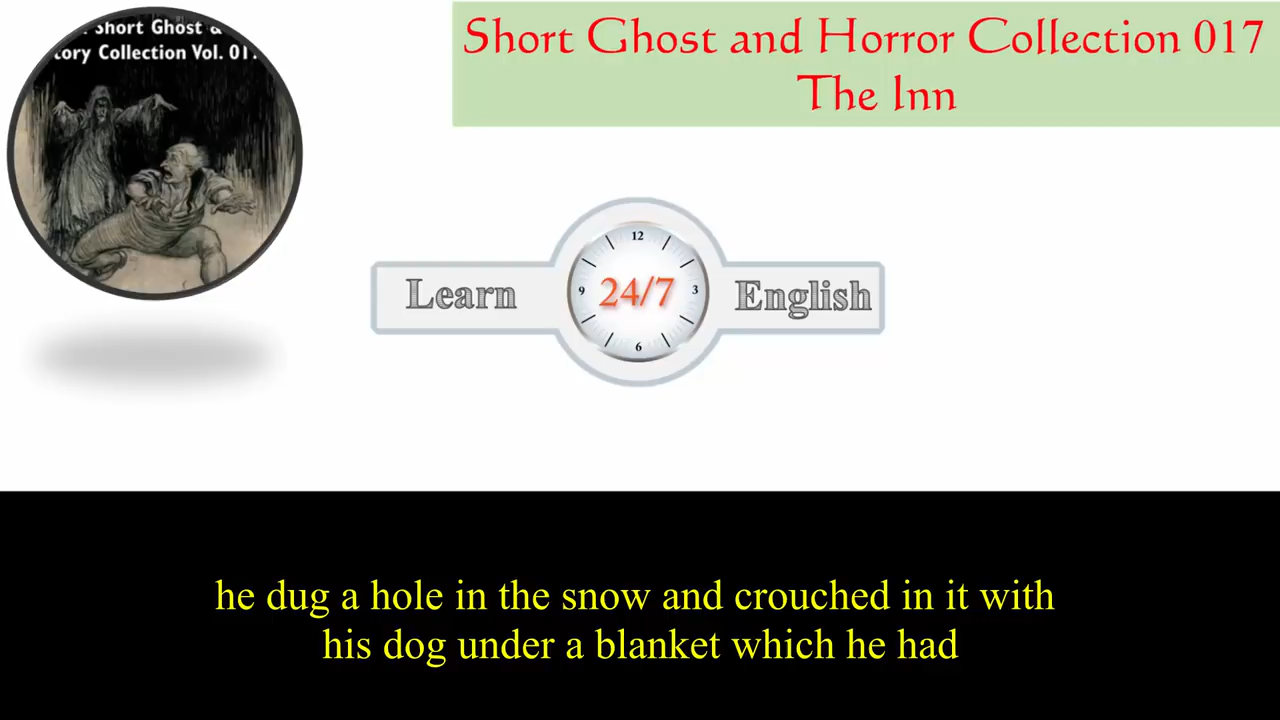 Short Ghost &
tory Collection Vol. 01
Short Ghost and Horror Collection 017
The Inn
Learn
24/7
English
12
9
3
6
he dug a hole in the snow and crouched in it with
his dog under a blanket which he had